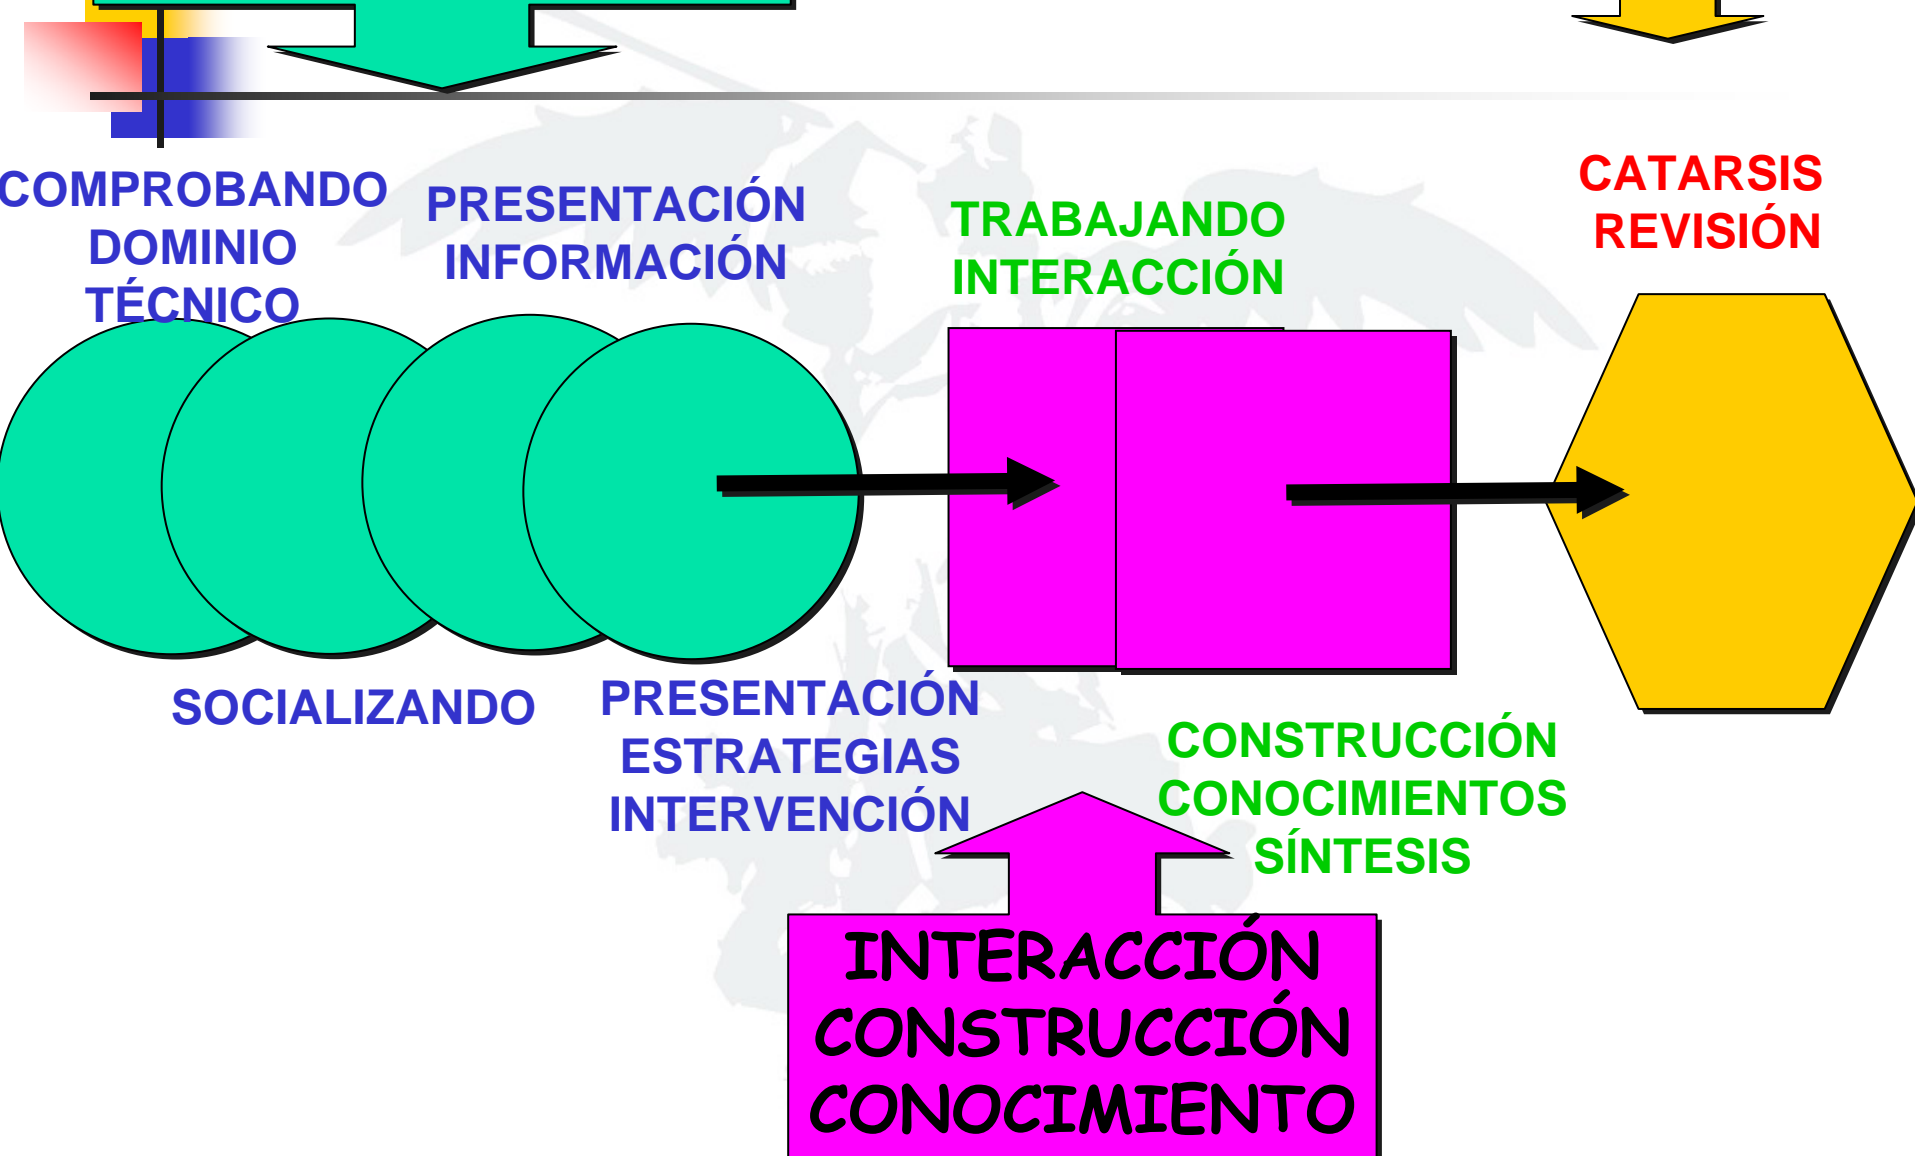 COMPROBANDO
DOMINIO
TÉCNICO
PRESENTACIÓN
INFORMACIÓN
TRABAJANDO
INTERACCIÓN
CATARSIS
REVISIÓN
SOCIALIZANDO
PRESENTACIÓN
ESTRATEGIAS
INTERVENCIÓN
CONSTRUCCIÓN
CONOCIMIENTOS
SÍNTESIS
INTERACCIÓN
CONSTRUCCIÓN
CONOCIMIENTO